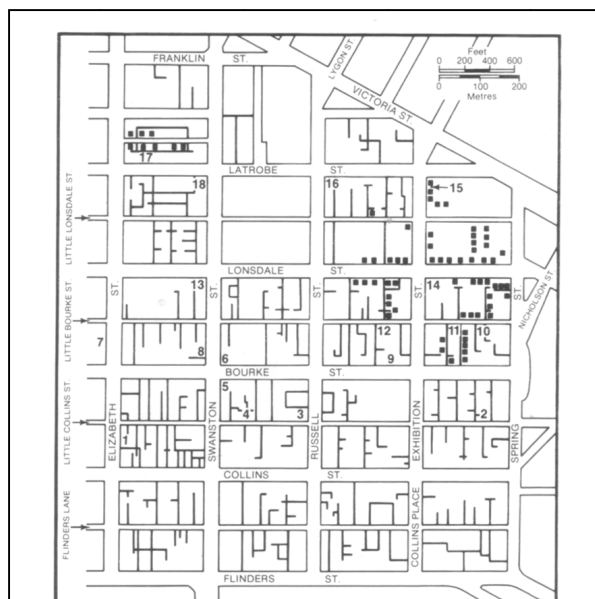 FRANKLIN ST.
LYGON ST.
Feet
0 200 400 600
0 100 200
Metres
VICTORIA ST.
17
LATROBE ST.
18
16
15
LITTLE LONSDALE ST.
LONSDALE ST.
13
ST.
ST.
ST.
ST.
14
ST.
NICHOLSON ST.
LITTLE BOURKE ST.
7
8
6
12
9
11
10
BOURKE ST.
LITTLE COLLINS ST.
5
4
3
2
ELIZABETH
1
SWANSTON
RUSSELL
EXHIBITION
SPRING
COLLINS ST.
FLINDERS LANE
COLLINS PLACE
FLINDERS ST.